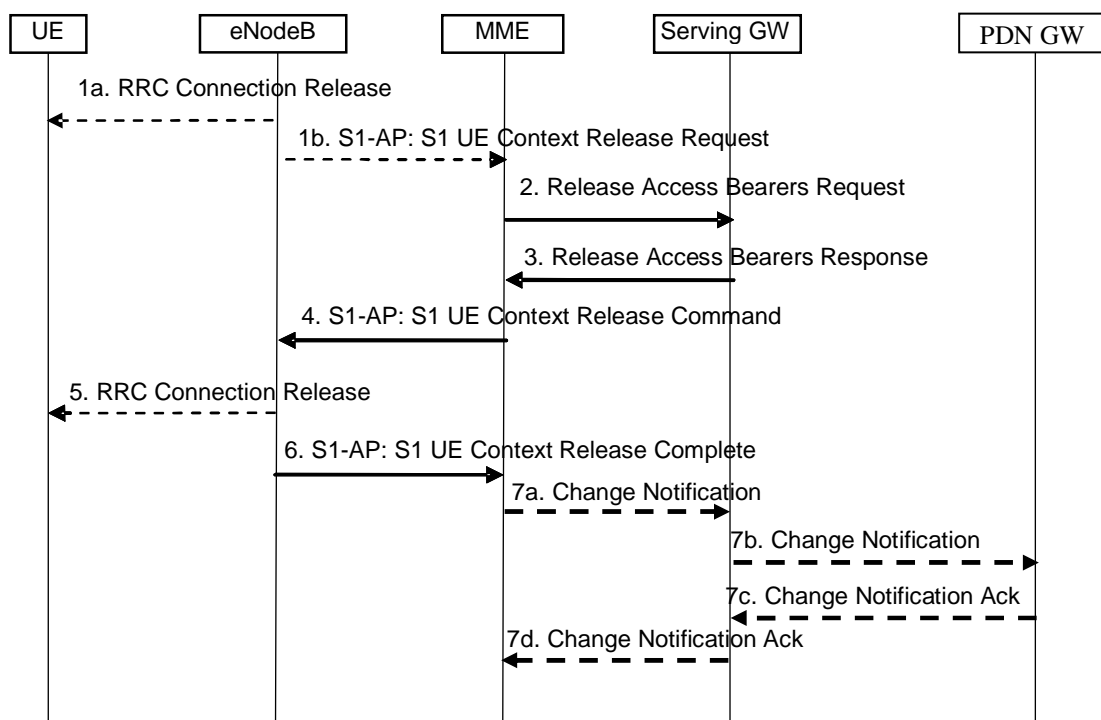 UE
eNodeB
MME
Serving GW
PDN GW
1a. RRC Connection Release
1b. S1-AP: S1 UE Context Release Request
2. Release Access Bearers Request
3. Release Access Bearers Response
4. S1-AP: S1 UE Context Release Command
5. RRC Connection Release
6. S1-AP: S1 UE Context Release Complete
7a. Change Notification
7b. Change Notification
7c. Change Notification Ack
7d. Change Notification Ack